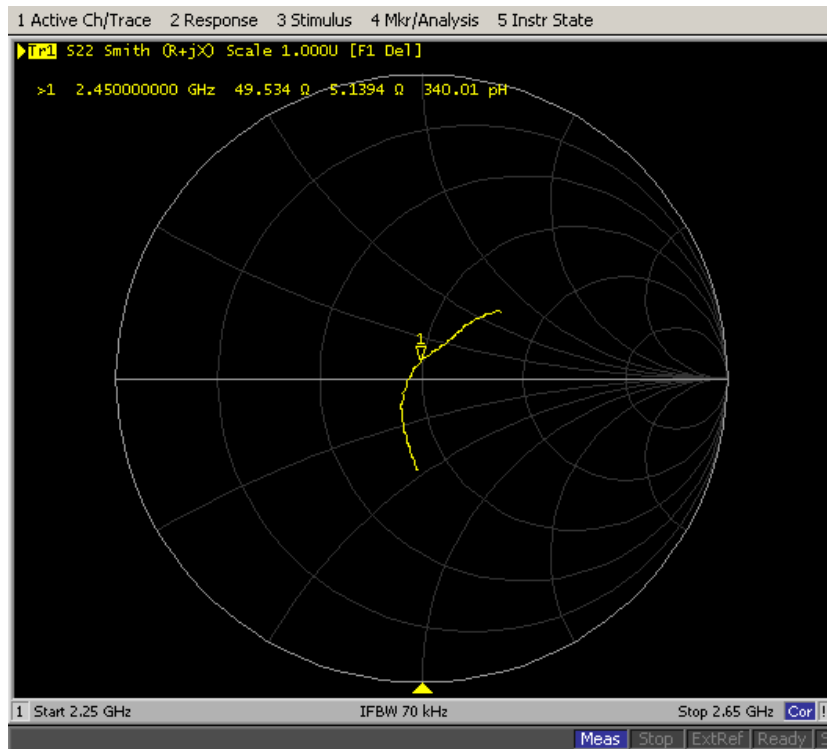 1 Active Ch/Trace 2 Response 3 Stimulus 4 Mkr/Analysis 5 Instr State
Tr1 S22 Smith (R+jX) Scale 1.000U [F1 Del]
>1 2.450000000 GHz 49.534 Ω 5.1394 Ω 340.01 pH
1
1 Start 2.25 GHz IFBW 70 kHz Stop 2.65 GHz Cor !
Meas Stop ExtRef Ready